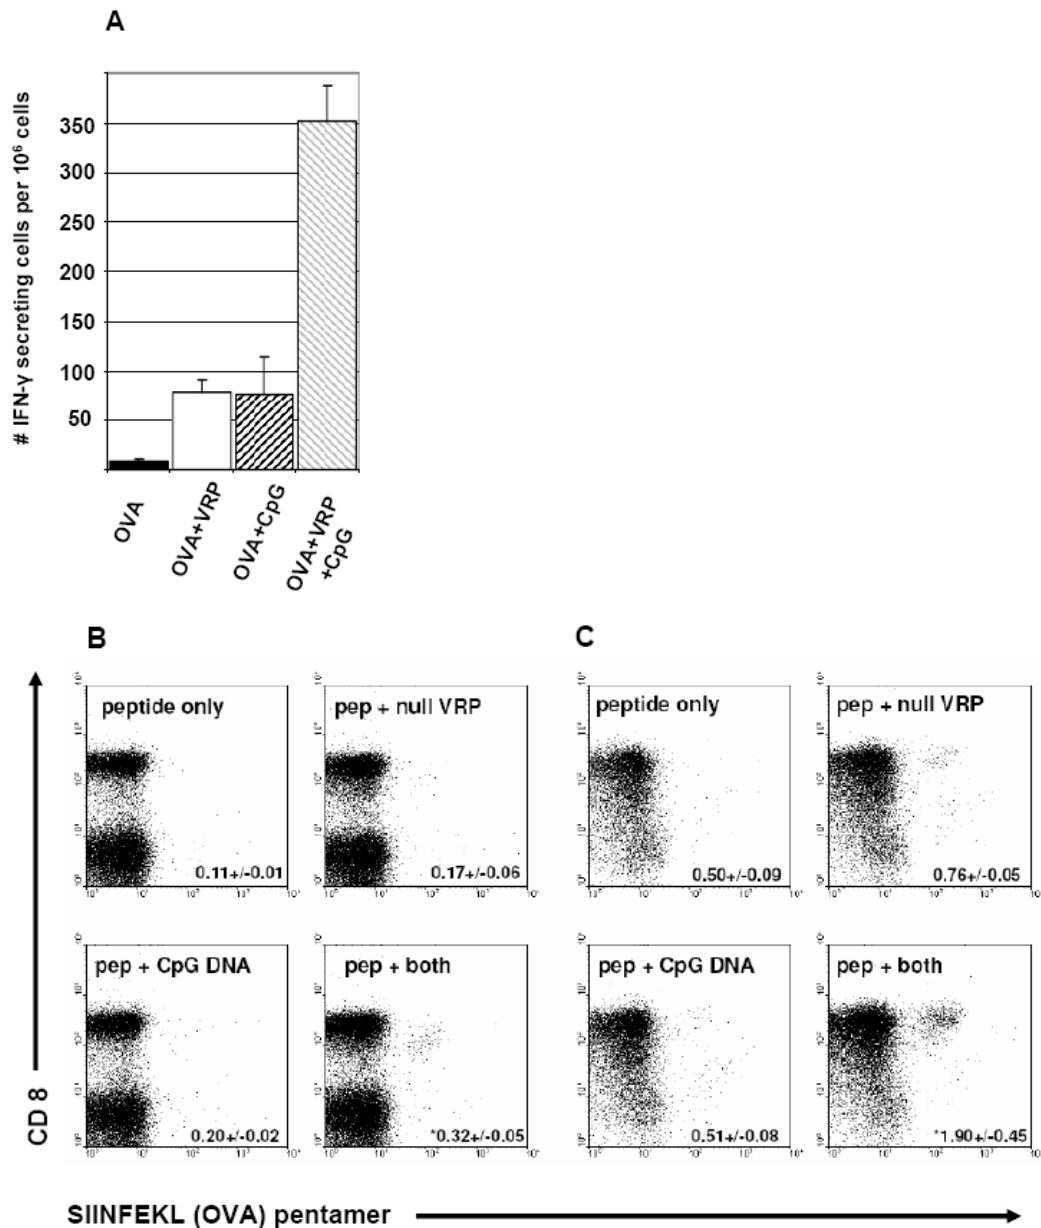 A
# IFN-γ secreting cells per 10⁶ cells
350
300
250
200
150
100
50
OVA
OVA+VRP
OVA+CpG
OVA+VRP
+CpG
B
C
CD 8
peptide only
0.11+/-0.01
pep + null VRP
0.17+/-0.06
peptide only
0.50+/-0.09
pep + null VRP
0.76+/-0.05
pep + CpG DNA
0.20+/-0.02
pep + both
*0.32+/-0.05
pep + CpG DNA
0.51+/-0.08
pep + both
*1.90+/-0.45
SIINFEKL (OVA) pentamer